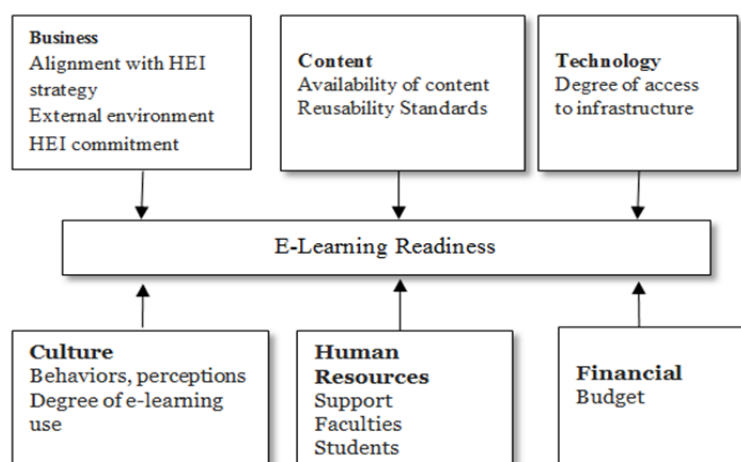 Business
Alignment with HEI
strategy
External environment
HEI commitment
Content
Availability of content
Reusability Standards
Technology
Degree of access
to infrastructure
E-Learning Readiness
Culture
Behaviors, perceptions
Degree of e-learning
use
Human
Resources
Support
Faculties
Students
Financial
Budget